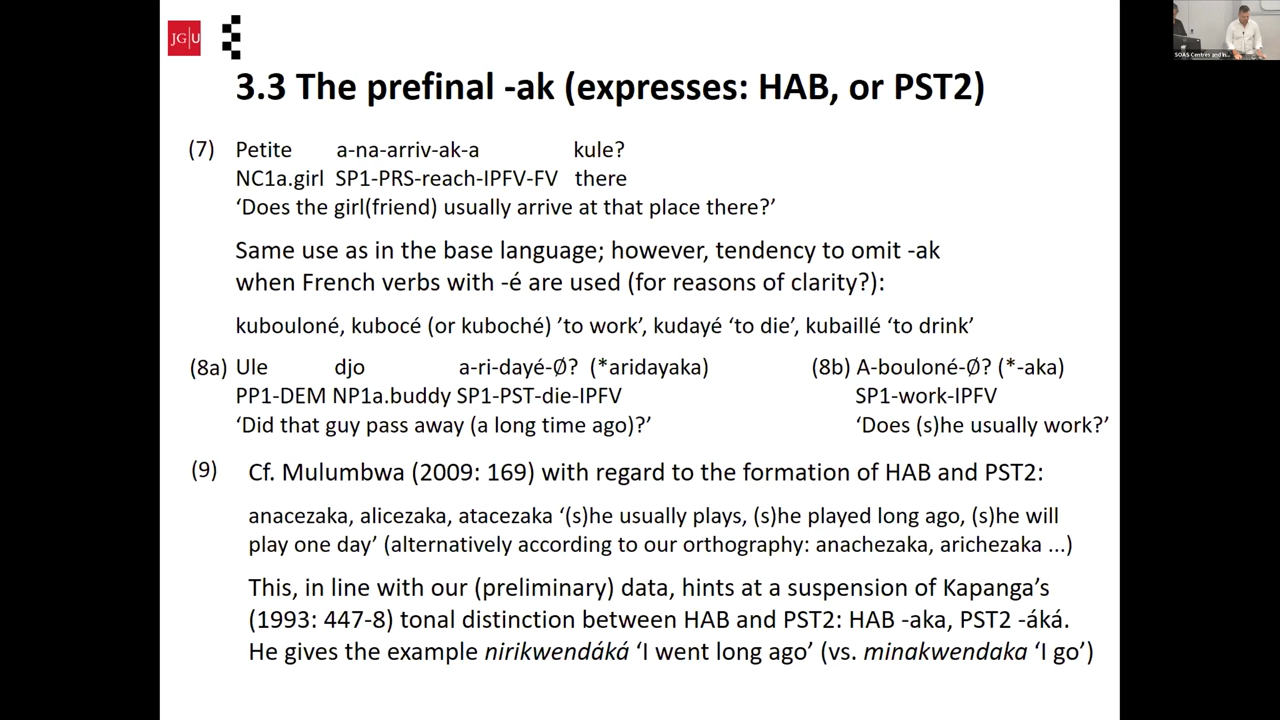 JG|U
3.3 The prefinal -ak (expresses: HAB, or PST2)
(7) Petite a-na-arriv-ak-a kule?
NC1a.girl SP1-PRS-reach-IPFV-FV there
‘Does the girl(friend) usually arrive at that place there?’
Same use as in the base language; however, tendency to omit -ak
when French verbs with -é are used (for reasons of clarity?):
kubouloné, kubocé (or kuboché) ’to work’, kudayé ‘to die’, kubaillé ‘to drink’
(8a) Ule djo a-ri-dayé-Ø? (*aridayaka) (8b) A-bouloné-Ø? (*-aka)
PP1-DEM NP1a.buddy SP1-PST-die-IPFV SP1-work-IPFV
‘Did that guy pass away (a long time ago)?’ ‘Does (s)he usually work?’
(9) Cf. Mulumbwa (2009: 169) with regard to the formation of HAB and PST2:
anacezaka, alicezaka, atacezaka ‘(s)he usually plays, (s)he played long ago, (s)he will
play one day’ (alternatively according to our orthography: anachezaka, arichezaka ...)
This, in line with our (preliminary) data, hints at a suspension of Kapanga’s
(1993: 447-8) tonal distinction between HAB and PST2: HAB -aka, PST2 -áká.
He gives the example nirikwendáká ‘I went long ago’ (vs. minakwendaka ‘I go’)
SOAS Centres and